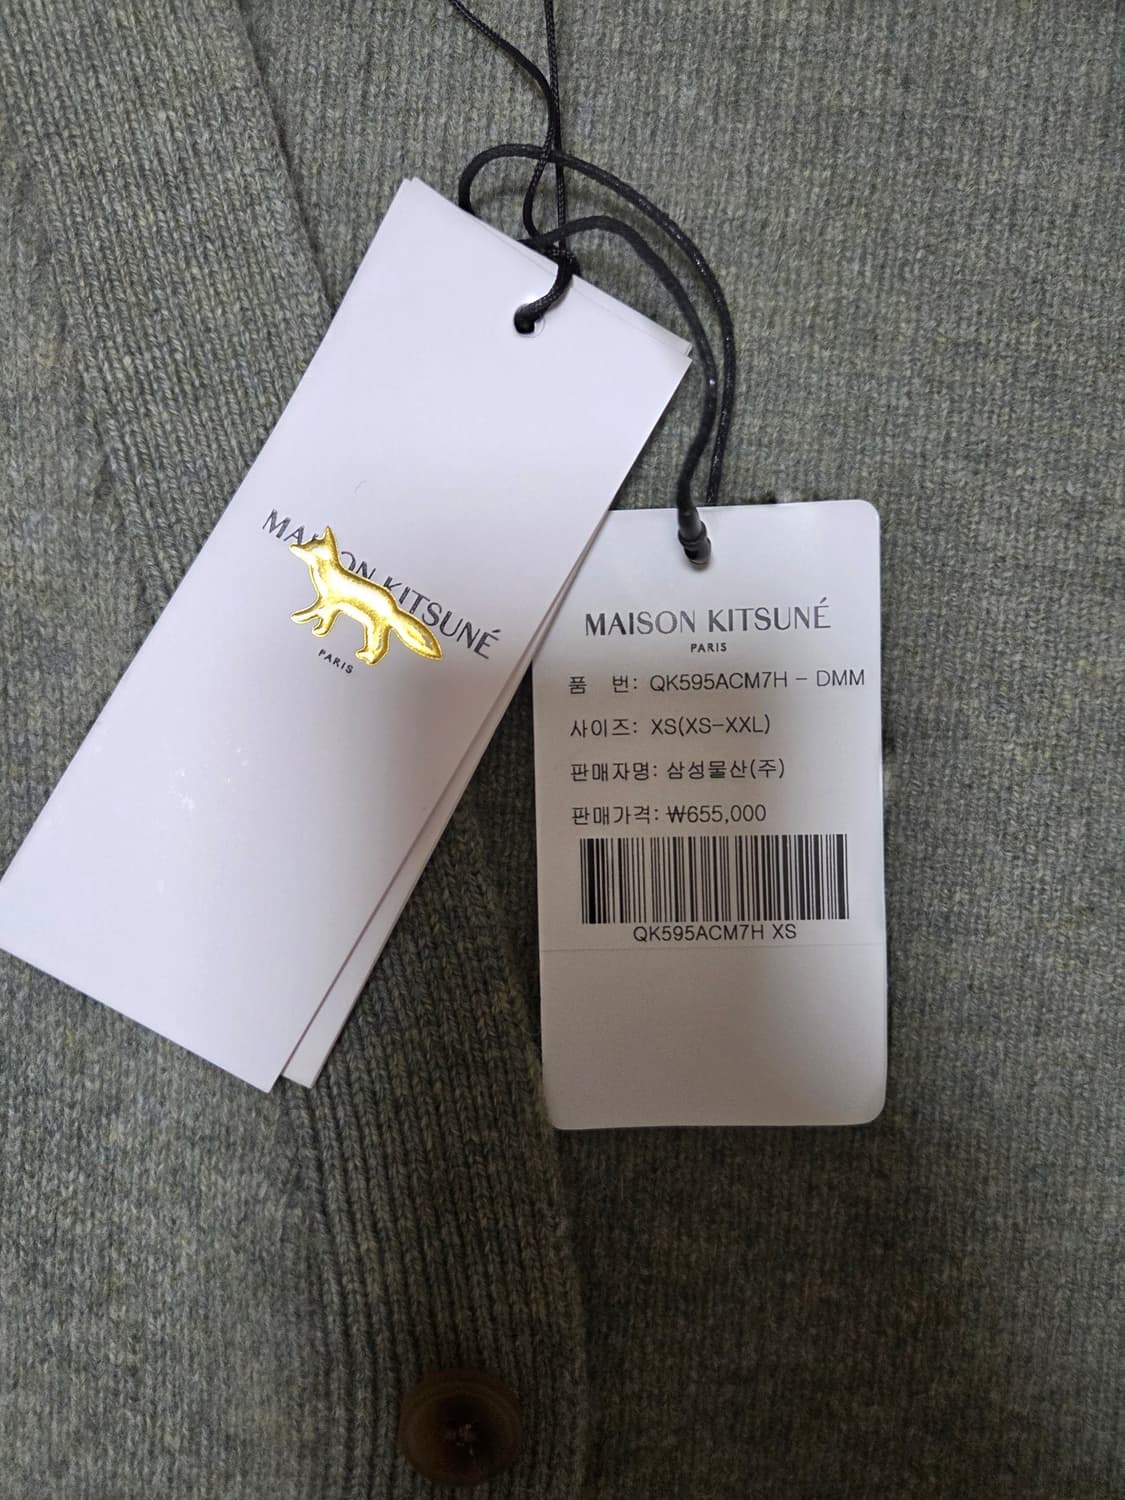 MAISON KITSUNÉ
PARIS
MAISON KITSUNÉ
PARIS
품 번: QK595ACM7H - DMM
사이즈: XS(XS-XXL)
판매자명: 삼성물산(주)
판매가격: ₩655,000
QK595ACM7H XS